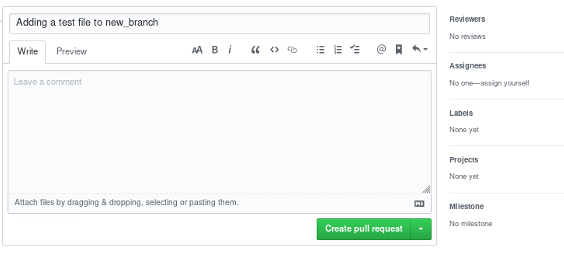 Adding a test file to new_branch
Write
Preview
AA B i
Leave a comment
Attach files by dragging & dropping, selecting or pasting them.
Create pull request
Reviewers
No reviews
Assignees
No one—assign yourself
Labels
None yet
Projects
None yet
Milestone
No milestone